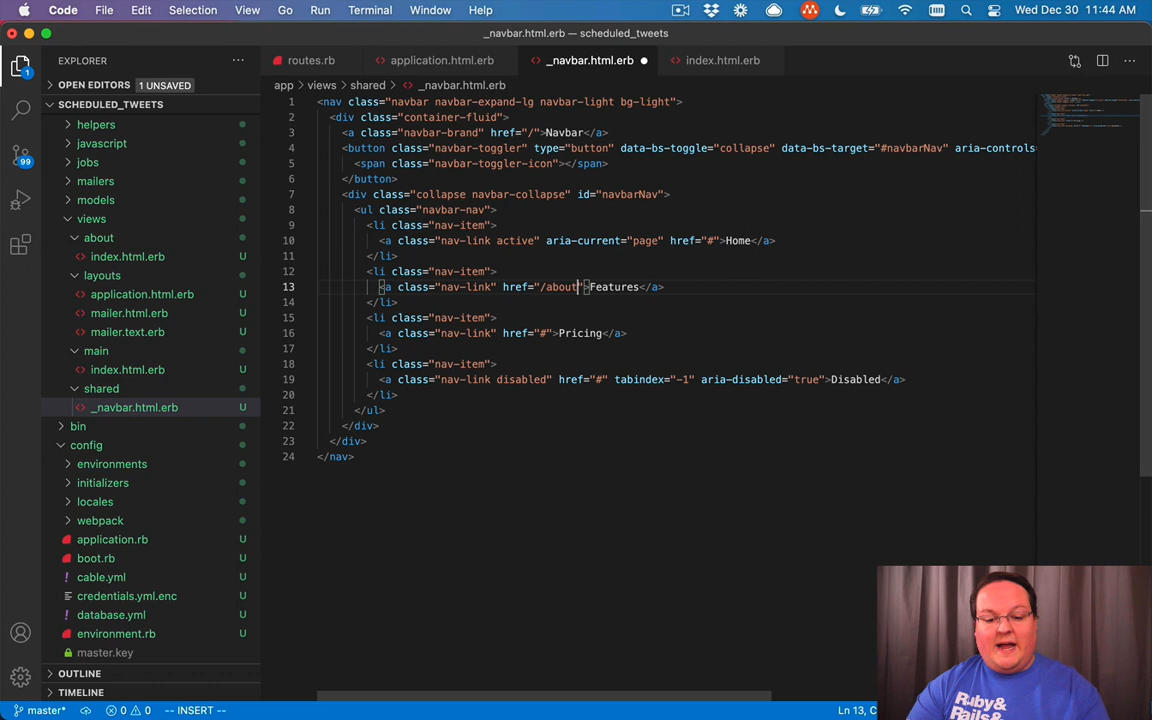 Code File Edit Selection View Go Run Terminal Window Help Wed Dec 30 11:44 AM
_navbar.html.erb — scheduled_tweets
EXPLORER
routes.rb application.html.erb _navbar.html.erb index.html.erb
OPEN EDITORS 1 UNSAVED
app > views > shared > _navbar.html.erb
SCHEDULED_TWEETS
helpers
javascript
jobs
mailers
models
views
about
index.html.erb U
layouts
application.html.erb U
mailer.html.erb U
mailer.text.erb U
main
index.html.erb U
shared
_navbar.html.erb U
bin
config
environments
initializers
locales
webpack
application.rb U
boot.rb U
cable.yml U
credentials.yml.enc U
database.yml U
environment.rb U
master.key
OUTLINE
TIMELINE
1
99
1 <nav class="navbar navbar-expand-lg navbar-light bg-light">
2 <div class="container-fluid">
3 <a class="navbar-brand" href="/">Navbar</a>
4 <button class="navbar-toggler" type="button" data-bs-toggle="collapse" data-bs-target="#navbarNav" aria-controls
5 <span class="navbar-toggler-icon"></span>
6 </button>
7 <div class="collapse navbar-collapse" id="navbarNav">
8 <ul class="navbar-nav">
9 <li class="nav-item">
10 <a class="nav-link active" aria-current="page" href="#">Home</a>
11 </li>
12 <li class="nav-item">
13 <a class="nav-link" href="/about">Features</a>
14 </li>
15 <li class="nav-item">
16 <a class="nav-link" href="#">Pricing</a>
17 </li>
18 <li class="nav-item">
19 <a class="nav-link disabled" href="#" tabindex="-1" aria-disabled="true">Disabled</a>
20 </li>
21 </ul>
22 </div>
23 </div>
24 </nav>
Ruby&
Rails&
master* 0 0 -- INSERT -- Ln 13, C